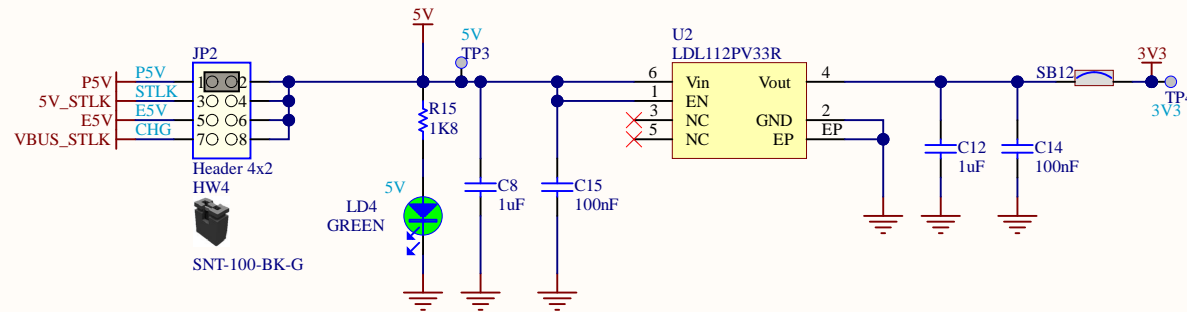 5V
5V
TP3
U2
LDL112PV33R
JP2
P5V
5V_STLK
E5V
VBUS_STLK
P5V
STLK
E5V
CHG
1 2
3 4
5 6
7 8
Header 4x2
HW4
SNT-100-BK-G
R15
1K8
5V
LD4
GREEN
C8
1uF
C15
100nF
6 Vin
1 EN
3 NC
5 NC
Vout 4
GND 2
EP EP
C12
1uF
C14
100nF
SB12
3V3
TP4
3V3